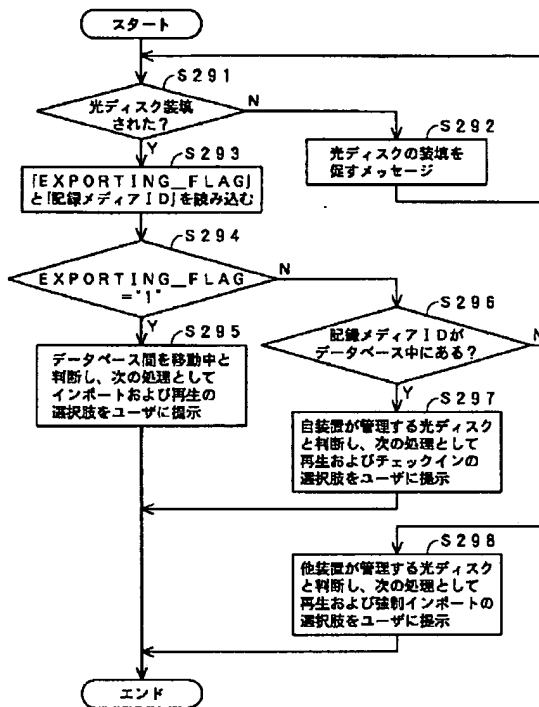 スタート
S291
光ディスク装填
された?
N
Y
S292
光ディスクの装填を
促すメッセージ
S293
「EXPORTING_FLAG」
と「記録メディアID」を読み込む
S294
EXPORTING_FLAG
="1"
N
Y
S295
データベース間を移動中と
判断し、次の処理として
インポートおよび再生の
選択肢をユーザに提示
S296
記録メディアIDが
データベース中にある?
N
Y
S297
自装置が管理する光ディスク
と判断し、次の処理として
再生およびチェックインの
選択肢をユーザに提示
S298
他装置が管理する光ディスク
と判断し、次の処理として
再生および強制インポートの
選択肢をユーザに提示
エンド